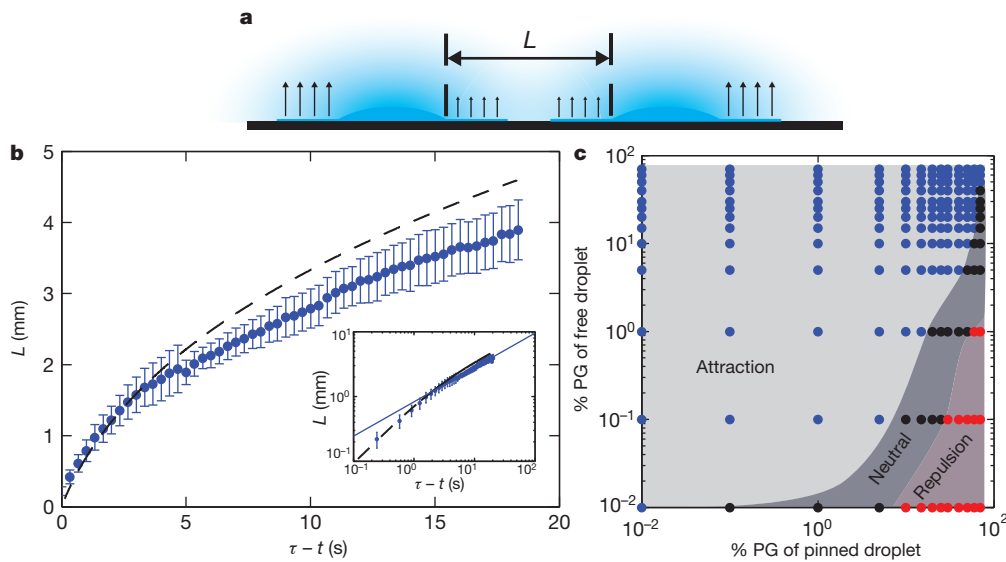 a
L
b
L (mm)
5
4
3
2
1
0
0
5
10
15
20
τ – t (s)
L (mm)
10¹
10⁰
10⁻¹
10⁻¹
10⁰
10¹
10²
τ – t (s)
c
% PG of free droplet
10²
10¹
10⁰
10⁻¹
10⁻²
Attraction
Neutral
Repulsion
10⁻²
10⁰
10²
% PG of pinned droplet